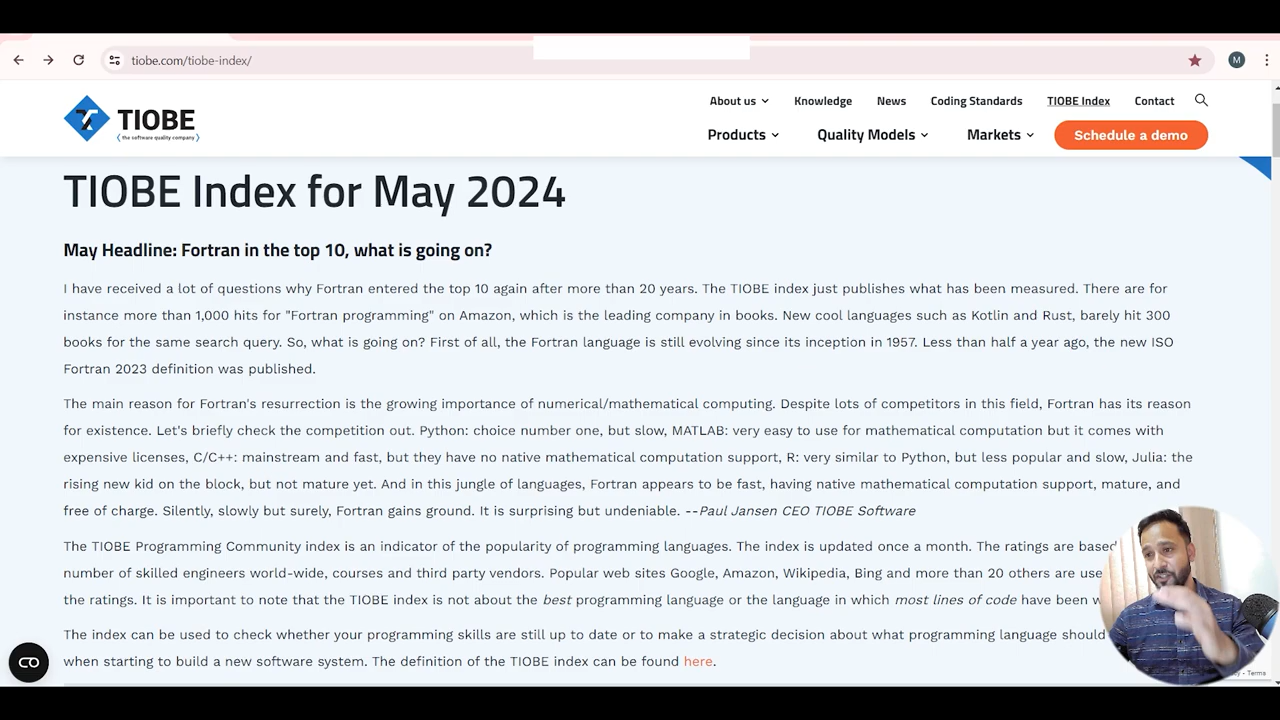 tiobe.com/tiobe-index/
M
TIOBE
(the software quality company)
About us
Knowledge
News
Coding Standards
TIOBE Index
Contact
Products
Quality Models
Markets
Schedule a demo
TIOBE Index for May 2024
May Headline: Fortran in the top 10, what is going on?
I have received a lot of questions why Fortran entered the top 10 again after more than 20 years. The TIOBE index just publishes what has been measured. There are for
instance more than 1,000 hits for "Fortran programming" on Amazon, which is the leading company in books. New cool languages such as Kotlin and Rust, barely hit 300
books for the same search query. So, what is going on? First of all, the Fortran language is still evolving since its inception in 1957. Less than half a year ago, the new ISO
Fortran 2023 definition was published.
The main reason for Fortran's resurrection is the growing importance of numerical/mathematical computing. Despite lots of competitors in this field, Fortran has its reason
for existence. Let's briefly check the competition out. Python: choice number one, but slow, MATLAB: very easy to use for mathematical computation but it comes with
expensive licenses, C/C++: mainstream and fast, but they have no native mathematical computation support, R: very similar to Python, but less popular and slow, Julia: the
rising new kid on the block, but not mature yet. And in this jungle of languages, Fortran appears to be fast, having native mathematical computation support, mature, and
free of charge. Silently, slowly but surely, Fortran gains ground. It is surprising but undeniable. --Paul Jansen CEO TIOBE Software
The TIOBE Programming Community index is an indicator of the popularity of programming languages. The index is updated once a month. The ratings are based
number of skilled engineers world-wide, courses and third party vendors. Popular web sites Google, Amazon, Wikipedia, Bing and more than 20 others are use
the ratings. It is important to note that the TIOBE index is not about the best programming language or the language in which most lines of code have been w
The index can be used to check whether your programming skills are still up to date or to make a strategic decision about what programming language should
when starting to build a new software system. The definition of the TIOBE index can be found here.
- Terms